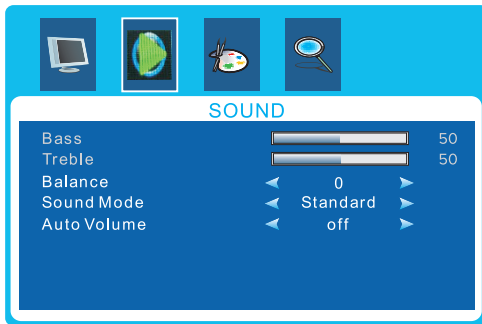 SOUND
Bass 50
Treble 50
Balance 0
Sound Mode Standard
Auto Volume off